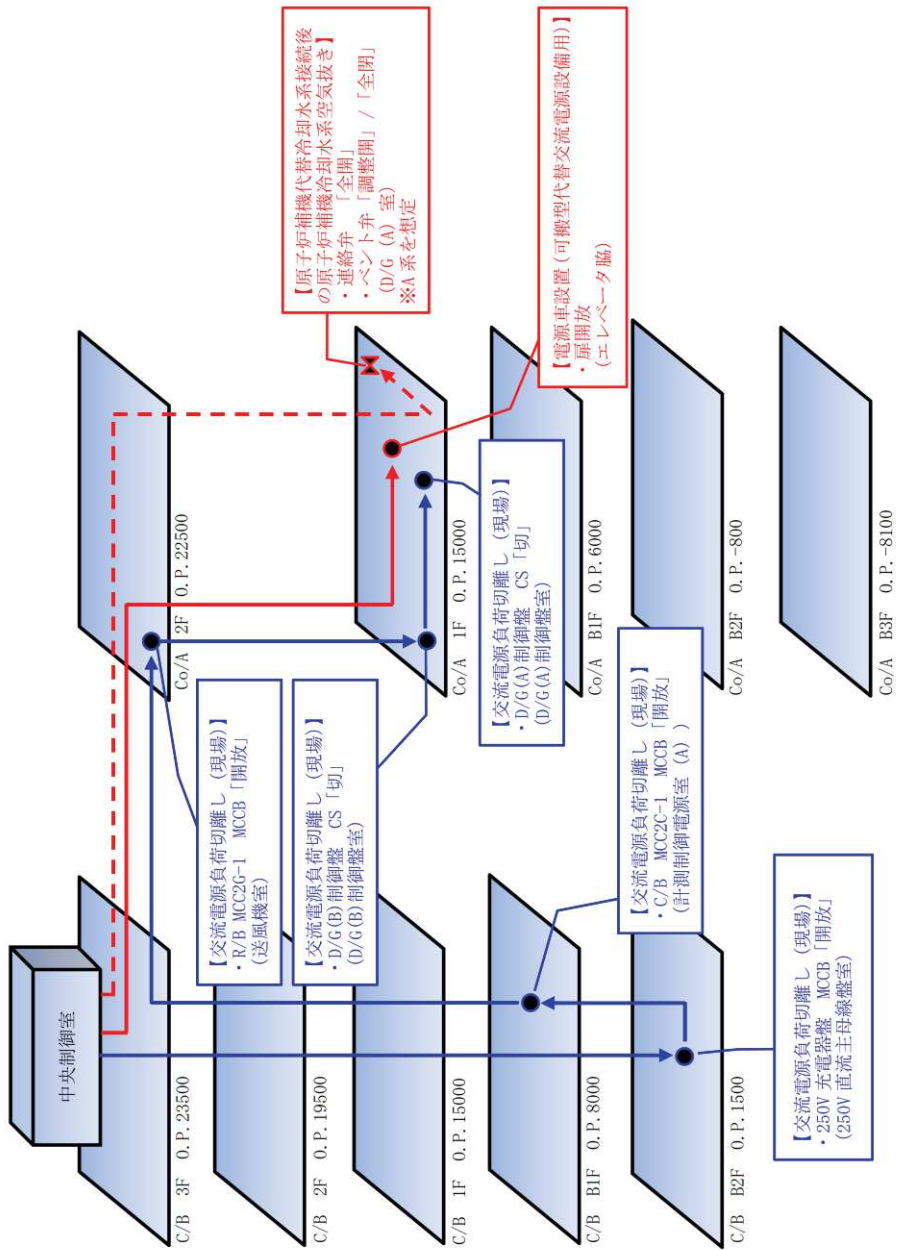 中央制御室
C/B 3F O.P.23500
C/B 2F O.P.19500
C/B 1F O.P.15000
C/B B1F O.P.8000
C/B B2F O.P.1500
Co/A 2F O.P.22500
Co/A 1F O.P.15000
Co/A B1F O.P.6000
Co/A B2F O.P.-800
Co/A B3F O.P.-8100
【交流電源負荷切離し（現場）】
・R/B MCC2G-1 MCCB「開放」
（送風機室）
【交流電源負荷切離し（現場）】
・D/G(B)制御盤 CS「切」
（D/G(B)制御盤室）
【交流電源負荷切離し（現場）】
・D/G(A)制御盤 CS「切」
（D/G(A)制御盤室）
【交流電源負荷切離し（現場）】
・C/B MCC2C-1 MCCB「開放」
（計測制御電源室（A））
【交流電源負荷切離し（現場）】
・250V充電器盤 MCCB「開放」
（250V直流主母線盤室）
【原子炉補機代替冷却水系接続後
の原子炉補機冷却水系空気抜き】
・連絡弁 「全開」
・ベント弁「調整開」/「全閉」
（D/G（A）室）
※A系を想定
【電源車設置（可搬型代替交流電源設備用）】
・扉開放
（エレベータ脇）